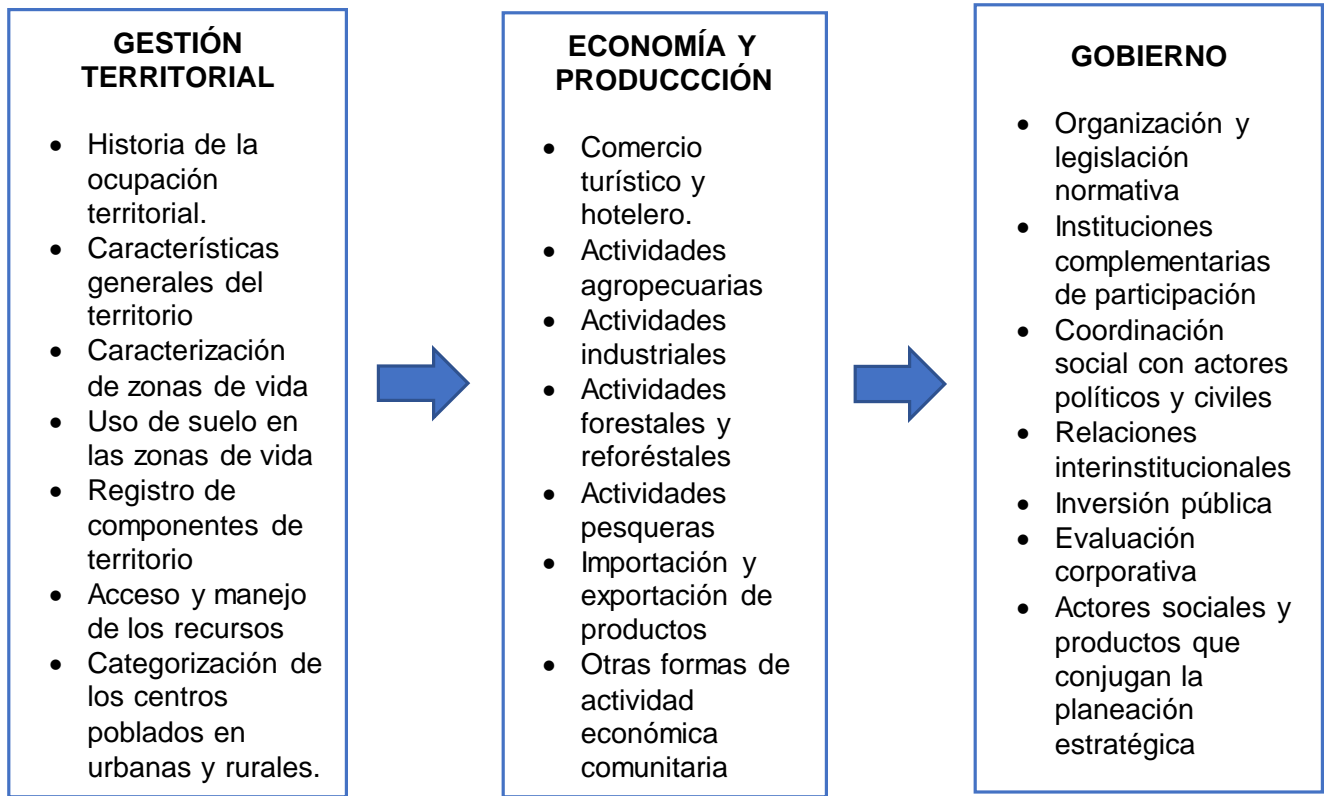 GESTIÓN
TERRITORIAL
• Historia de la
ocupación
territorial.
• Características
generales del
territorio
• Caracterización
de zonas de vida
• Uso de suelo en
las zonas de vida
• Registro de
componentes de
territorio
• Acceso y manejo
de los recursos
• Categorización de
los centros
poblados en
urbanas y rurales.
ECONOMÍA Y
PRODUCCCIÓN
• Comercio
turístico y
hotelero.
• Actividades
agropecuarias
• Actividades
industriales
• Actividades
forestales y
reforéstales
• Actividades
pesqueras
• Importación y
exportación de
productos
• Otras formas de
actividad
económica
comunitaria
GOBIERNO
• Organización y
legislación
normativa
• Instituciones
complementarias
de participación
• Coordinación
social con actores
políticos y civiles
• Relaciones
interinstitucionales
• Inversión pública
• Evaluación
corporativa
• Actores sociales y
productos que
conjugan la
planeación
estratégica